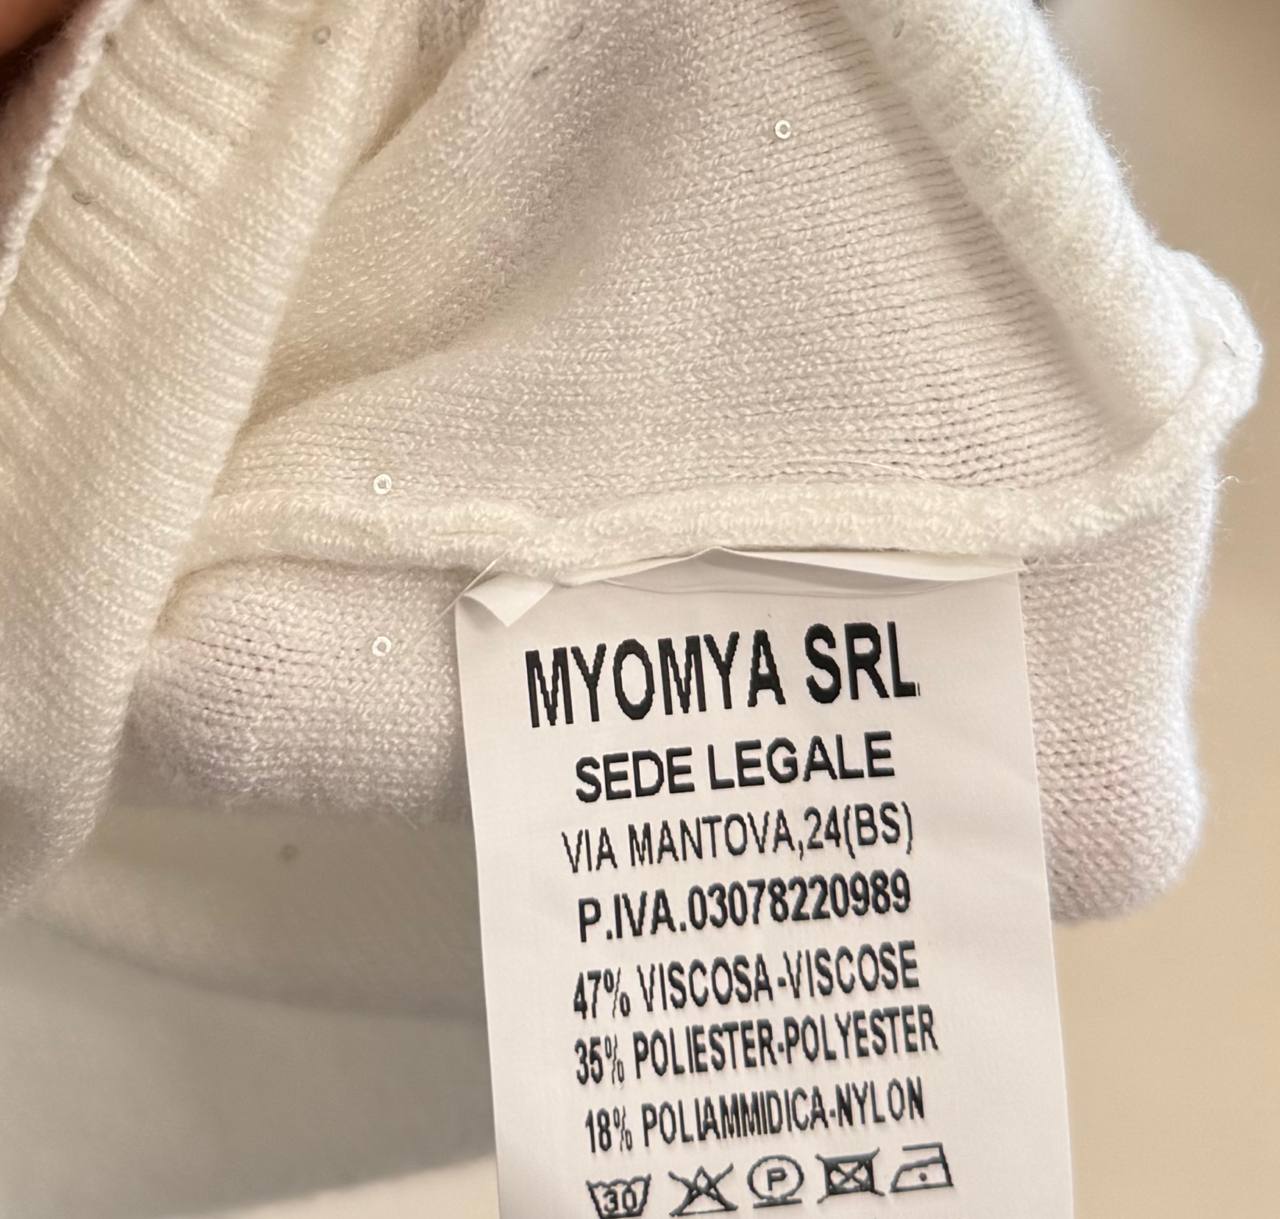 MYOMYA SRL
SEDE LEGALE
VIA MANTOVA,24(BS)
P.IVA.03078220989
47% VISCOSA-VISCOSE
35% POLIESTER-POLYESTER
18% POLIAMMIDICA-NYLON
30 P